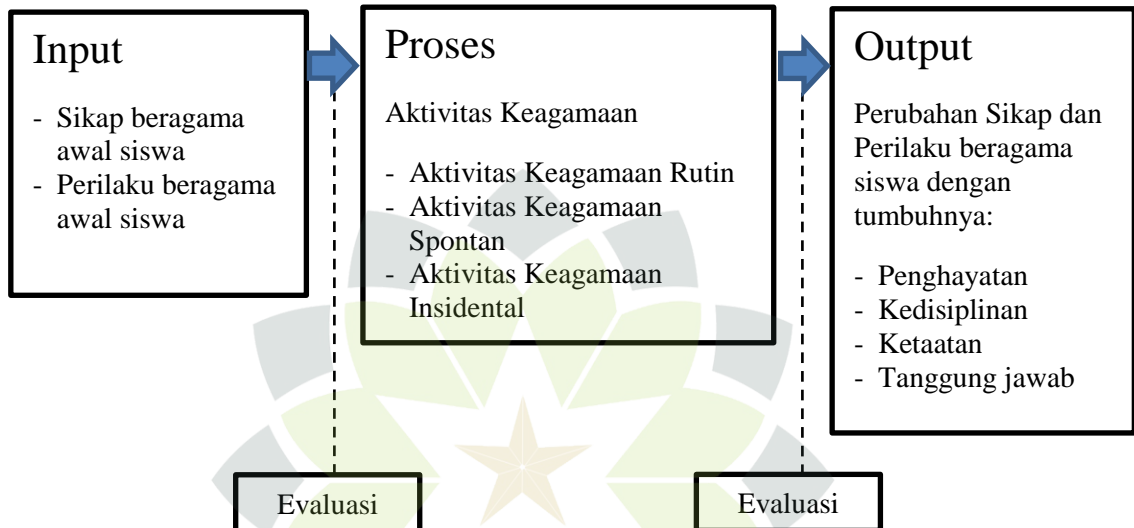 Input
- Sikap beragama
awal siswa
- Perilaku beragama
awal siswa
Proses
Aktivitas Keagamaan
- Aktivitas Keagamaan Rutin
- Aktivitas Keagamaan
Spontan
- Aktivitas Keagamaan
Insidental
Output
Perubahan Sikap dan
Perilaku beragama
siswa dengan
tumbuhnya:
- Penghayatan
- Kedisiplinan
- Ketaatan
- Tanggung jawab
Evaluasi
Evaluasi